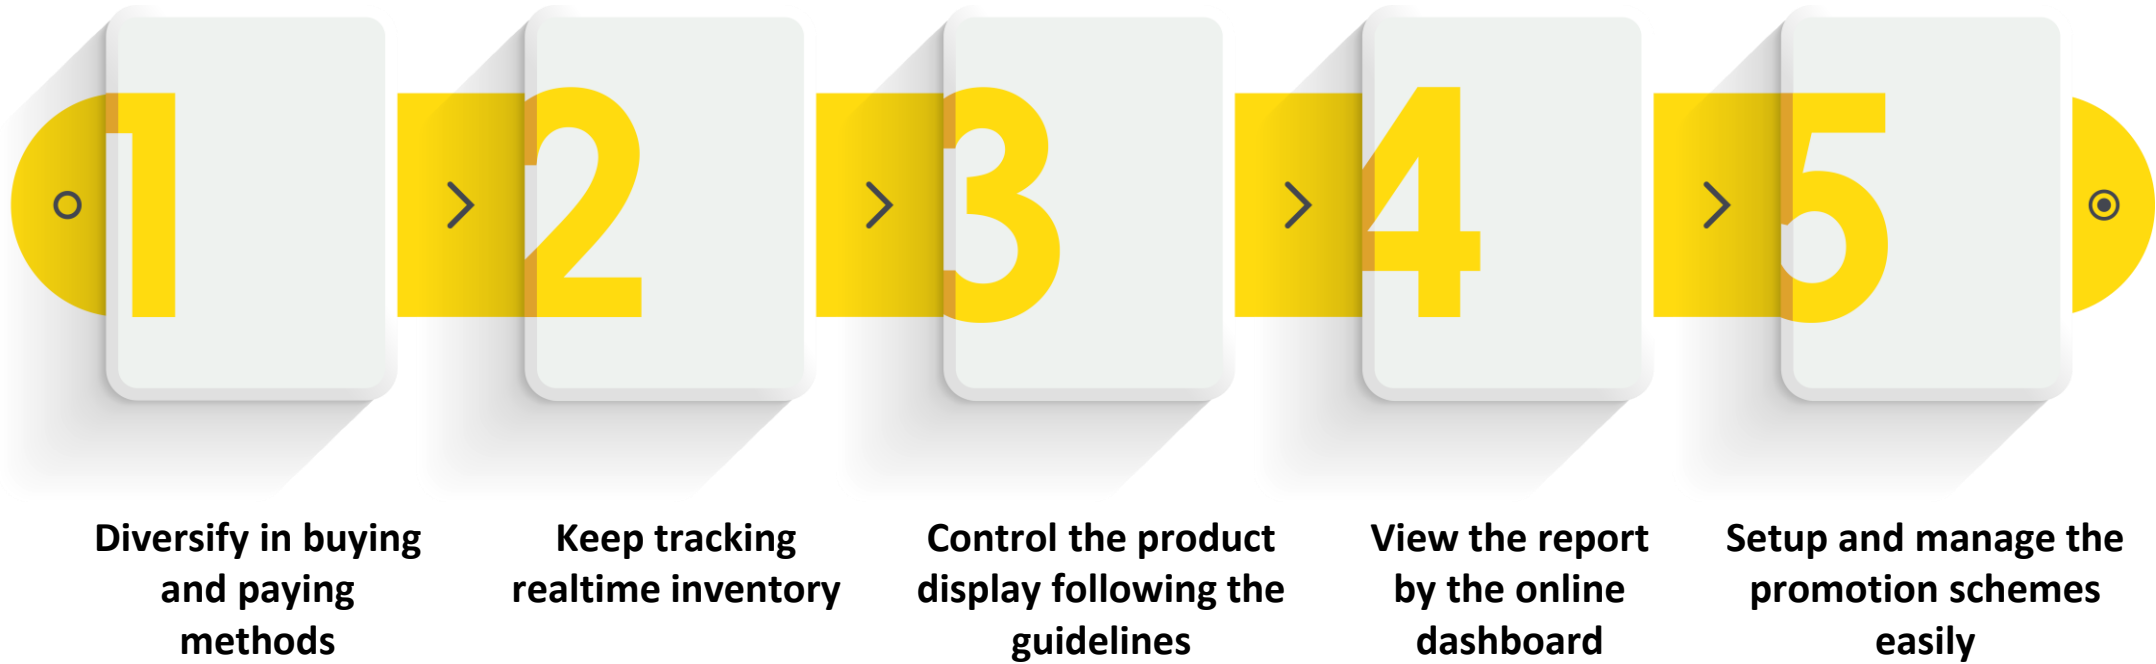 1
2
3
4
5
Diversify in buying
and paying
methods
Keep tracking
realtime inventory
Control the product
display following the
guidelines
View the report
by the online
dashboard
Setup and manage the
promotion schemes
easily